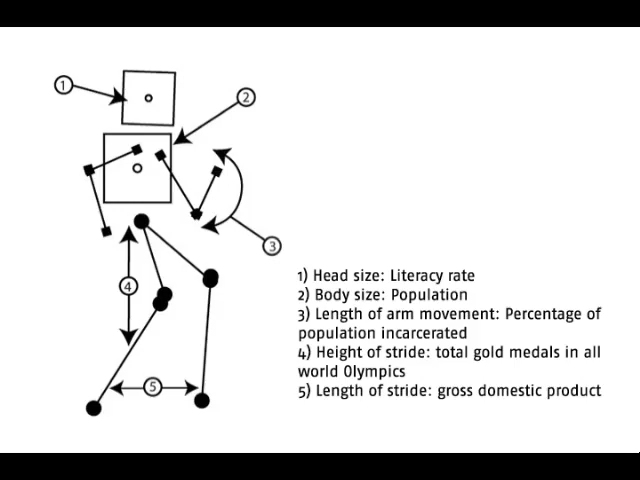 1
2
3
4
5
1) Head size: Literacy rate
2) Body size: Population
3) Length of arm movement: Percentage of
population incarcerated
4) Height of stride: total gold medals in all
world Olympics
5) Length of stride: gross domestic product